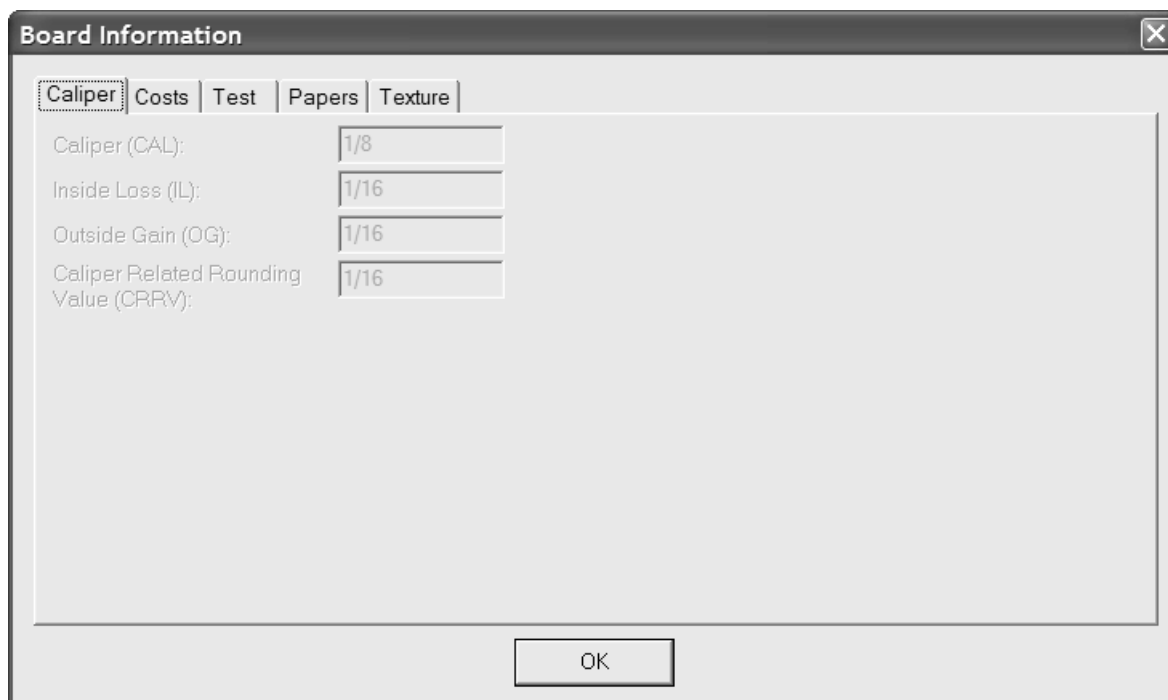 Board Information
Caliper Costs Test Papers Texture
Caliper (CAL): 1/8
Inside Loss (IL): 1/16
Outside Gain (OG): 1/16
Caliper Related Rounding 1/16
Value (CRRV):
OK